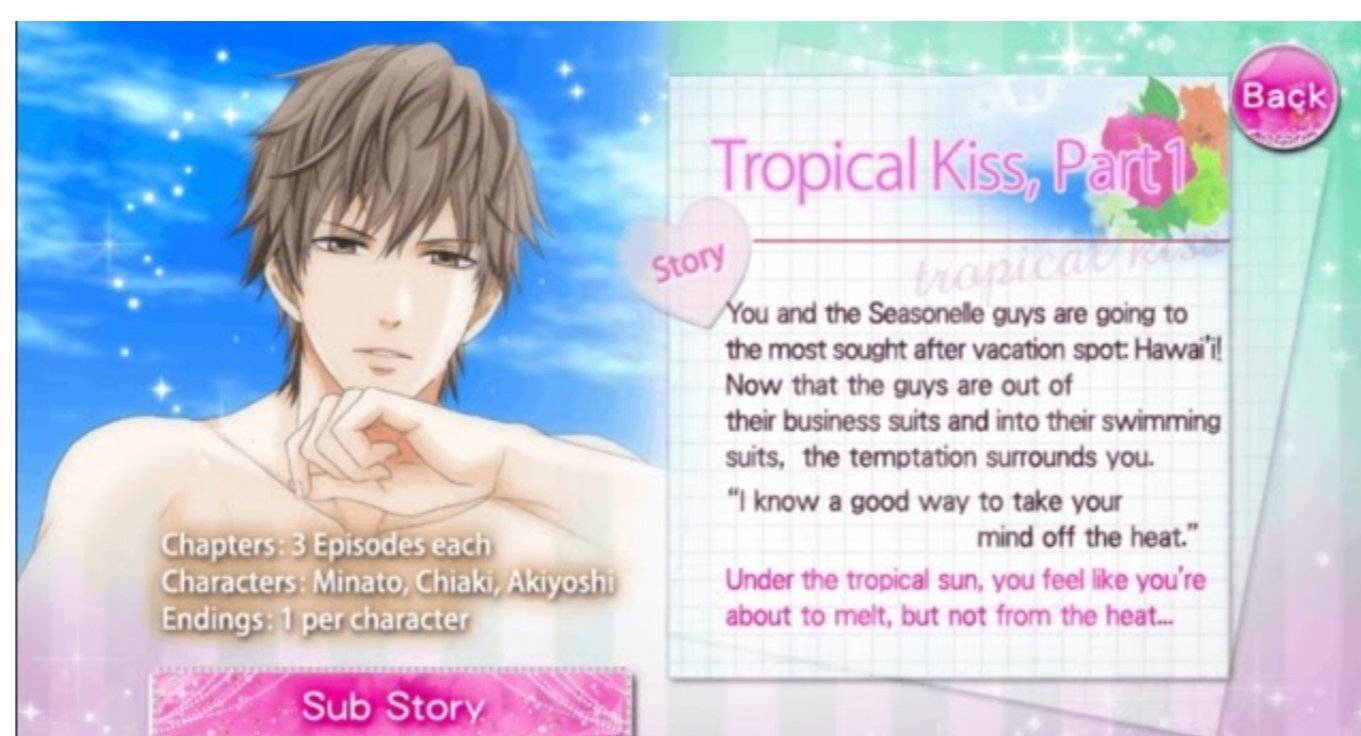 Back
Tropical Kiss, Part1
Story
tropical kiss
You and the Seasonelle guys are going to
the most sought after vacation spot: Hawai'i!
Now that the guys are out of
their business suits and into their swimming
suits, the temptation surrounds you.
“I know a good way to take your
mind off the heat.”
Under the tropical sun, you feel like you're
about to melt, but not from the heat...
Chapters: 3 Episodes each
Characters: Minato, Chiaki, Akiyoshi
Endings: 1 per character
Sub Story